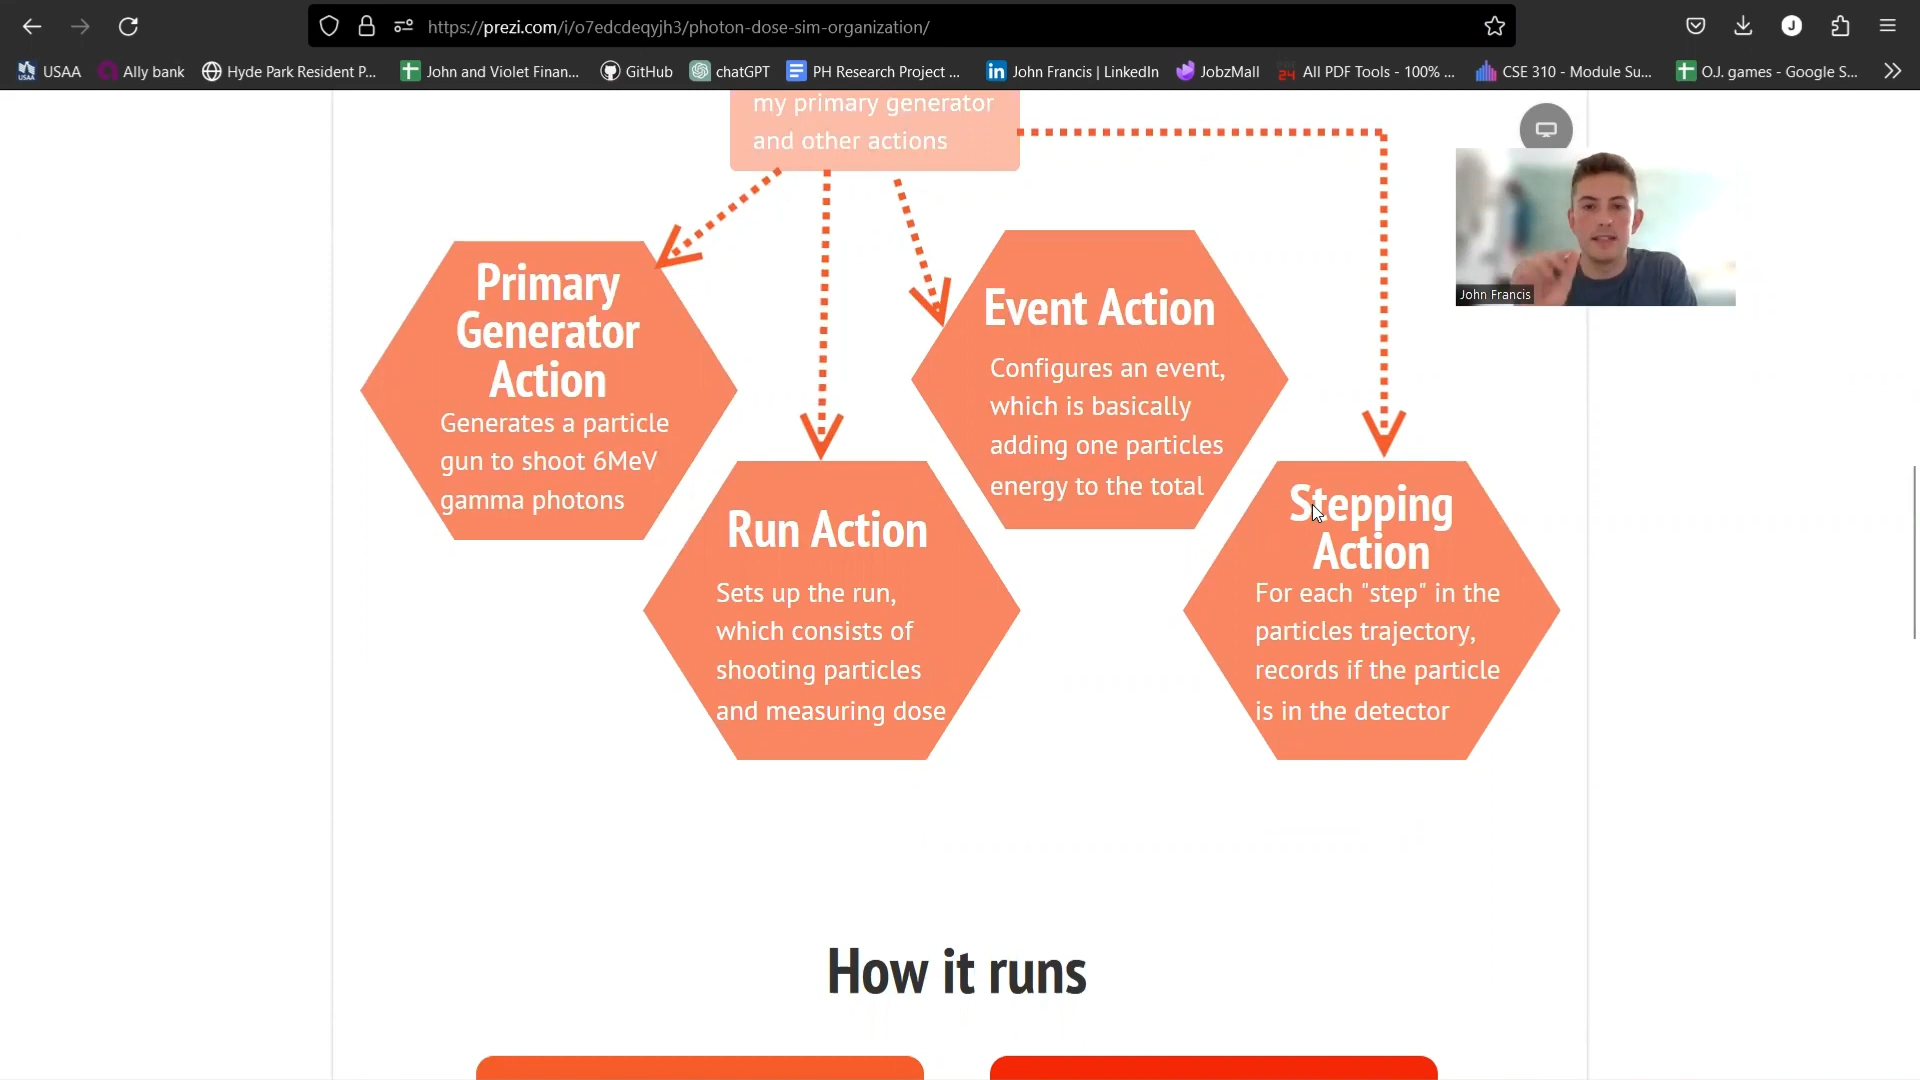 https://prezi.com/i/o7edcdeqyjh3/photon-dose-sim-organization/
J
USAA
Ally bank
Hyde Park Resident P...
John and Violet Finan...
GitHub
chatGPT
PH Research Project ...
John Francis | LinkedIn
JobzMall
All PDF Tools - 100% ...
CSE 310 - Module Su...
O.J. games - Google S...
my primary generator
and other actions
John Francis
Primary
Generator
Action
Generates a particle
gun to shoot 6MeV
gamma photons
Event Action
Configures an event,
which is basically
adding one particles
energy to the total
Run Action
Sets up the run,
which consists of
shooting particles
and measuring dose
Stepping
Action
For each "step" in the
particles trajectory,
records if the particle
is in the detector
How it runs